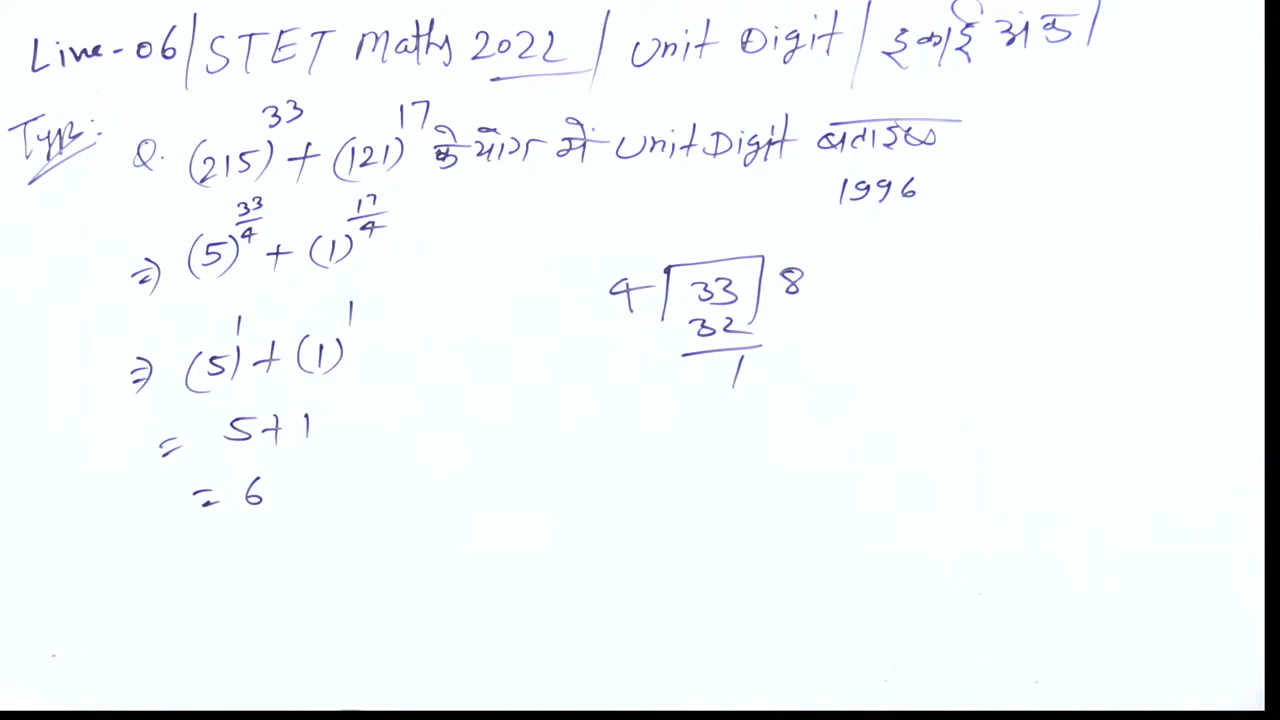 Live-06/STET Maths 2022/Unit Digit/इकाई अंक/
Type:
Q. (215)^33 + (121)^17 के योग में Unit Digit बताइए
1996
⇒ (5)^33/4 + (1)^17/4
4 33 8
32
1
⇒ (5)^1 + (1)^1
= 5+1
= 6